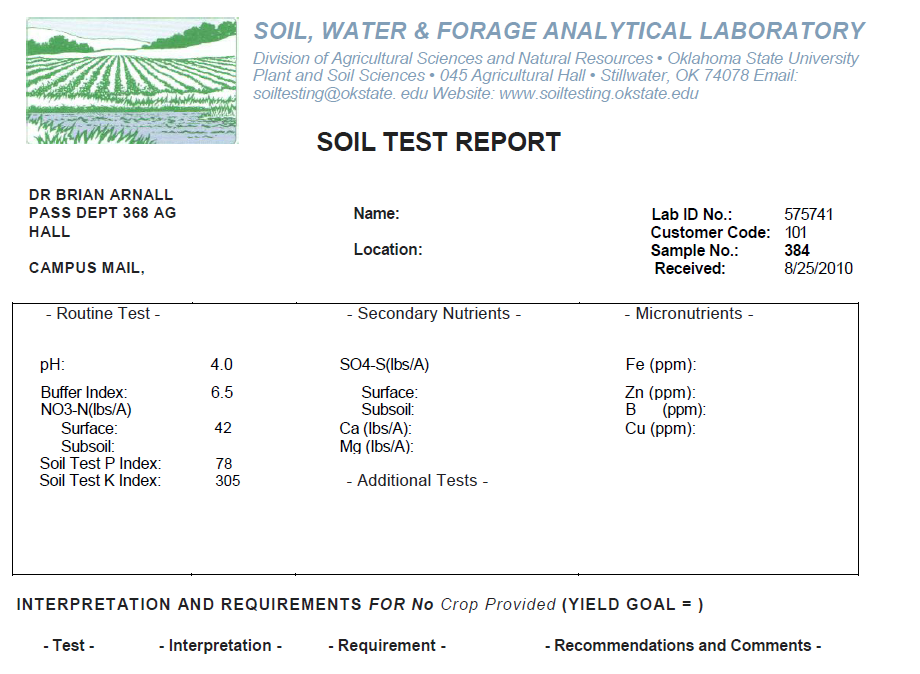 SOIL, WATER & FORAGE ANALYTICAL LABORATORY
Division of Agricultural Sciences and Natural Resources • Oklahoma State University
Plant and Soil Sciences • 045 Agricultural Hall • Stillwater, OK 74078 Email:
soiltesting@okstate. edu Website: www.soiltesting.okstate.edu
SOIL TEST REPORT
DR BRIAN ARNALL
PASS DEPT 368 AG
HALL
CAMPUS MAIL,
Name:
Location:
Lab ID No.: 575741
Customer Code: 101
Sample No.: 384
Received: 8/25/2010
- Routine Test -
pH: 4.0
Buffer Index: 6.5
NO3-N(lbs/A)
Surface: 42
Subsoil:
Soil Test P Index: 78
Soil Test K Index: 305
- Secondary Nutrients -
SO4-S(lbs/A)
Surface:
Subsoil:
Ca (lbs/A):
Mg (lbs/A):
- Additional Tests -
- Micronutrients -
Fe (ppm):
Zn (ppm):
B (ppm):
Cu (ppm):
INTERPRETATION AND REQUIREMENTS FOR No Crop Provided (YIELD GOAL = )
- Test - - Interpretation - - Requirement - - Recommendations and Comments -